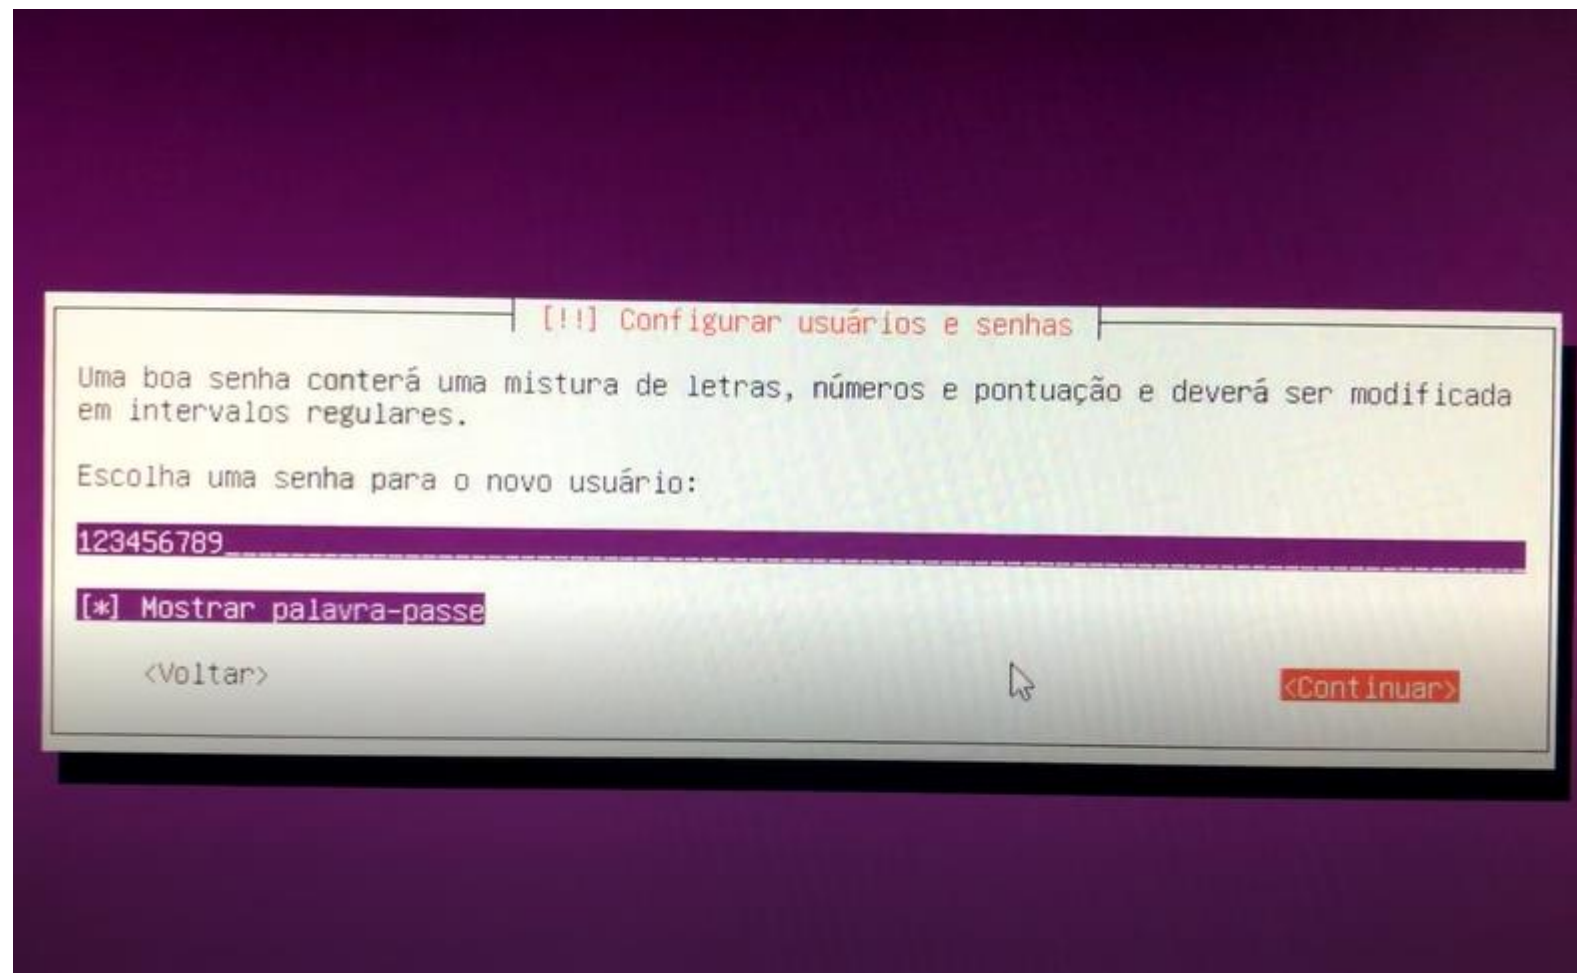 [!!] Configurar usuários e senhas
Uma boa senha conterá uma mistura de letras, números e pontuação e deverá ser modificada
em intervalos regulares.
Escolha uma senha para o novo usuário:
123456789
[*] Mostrar palavra-passe
<Voltar> <Continuar>